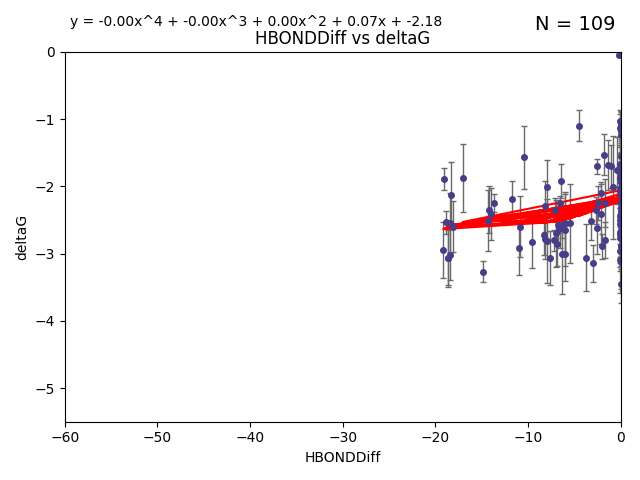 y = -0.00x^4 + -0.00x^3 + 0.00x^2 + 0.07x + -2.18
N = 109
HBONDDiff vs deltaG
0
−1
−2
−3
−4
−5
deltaG
−60 −50 −40 −30 −20 −10 0
HBONDDiff